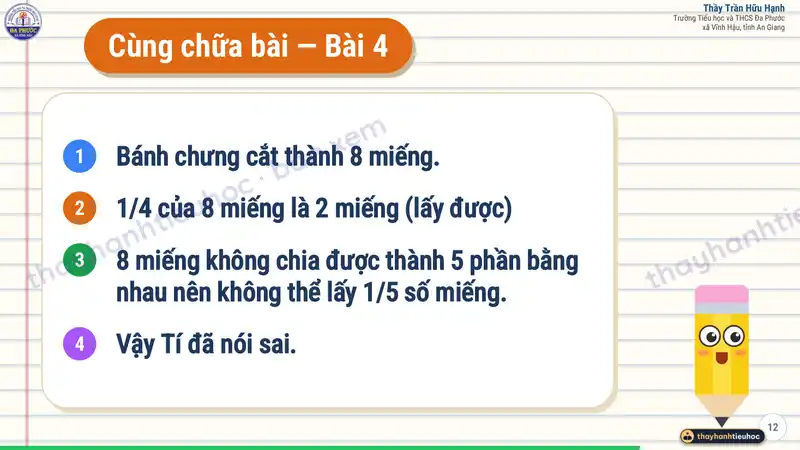 Thầy Trần Hữu Hạnh
Trường Tiểu học và THCS Đa Phước
xã Vĩnh Hậu, tỉnh An Giang
ĐA PHƯỚC
Cùng chữa bài – Bài 4
1 Bánh chưng cắt thành 8 miếng.
2 1/4 của 8 miếng là 2 miếng (lấy được)
3 8 miếng không chia được thành 5 phần bằng
nhau nên không thể lấy 1/5 số miếng.
4 Vậy Tí đã nói sai.
thayhanhtieuhoc
12